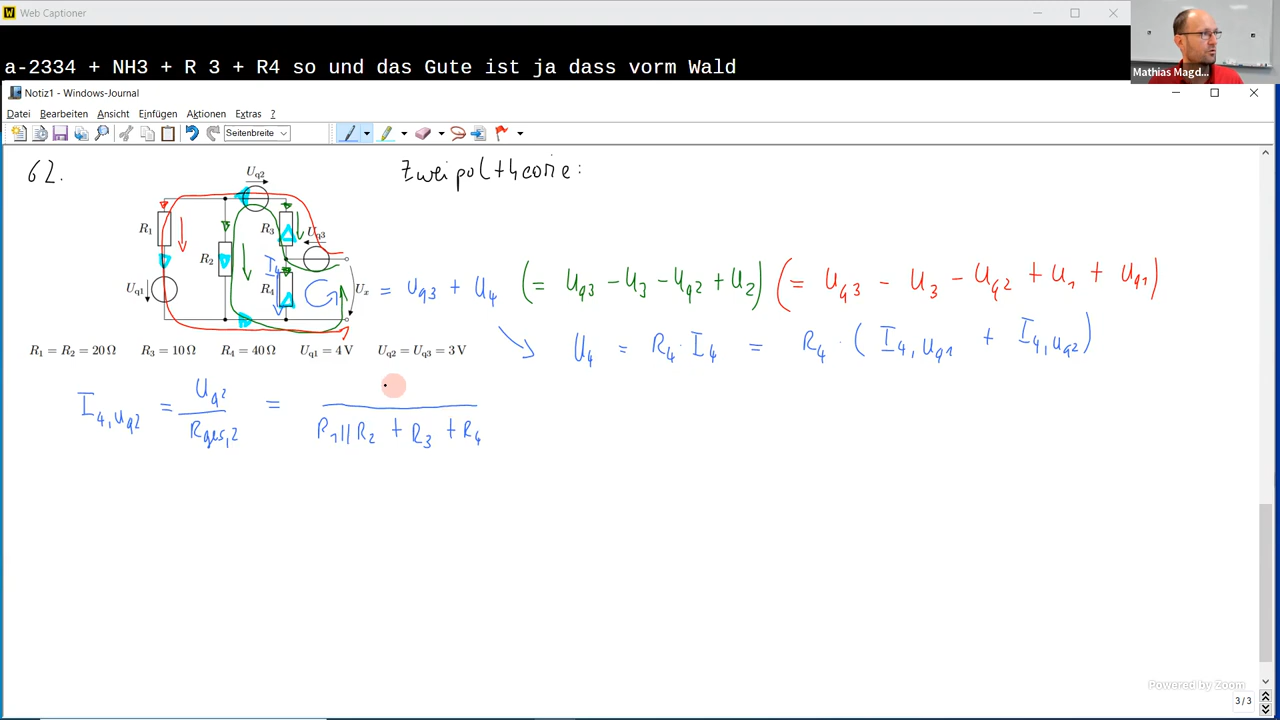 Web Captioner
a-2334 + NH3 + R 3 + R4 so und das Gute ist ja dass vorm Wald
Mathias Magd...
Notiz1 - Windows-Journal
Datei Bearbeiten Ansicht Einfügen Aktionen Extras ?
Seitenbreite
62. Zweipoltheorie:
Uq2
R1 R2 R3 Uq3
Uq1 I4 R4 Ux = Uq3 + U4 (= Uq3 - U3 - Uq2 + U2) (= Uq3 - U3 - Uq2 + U1 + Uq1)
U4 = R4 · I4 = R4 · (I4,Uq1 + I4,Uq2)
R1 = R2 = 20 Ω R3 = 10 Ω R4 = 40 Ω Uq1 = 4 V Uq2 = Uq3 = 3 V
I4,Uq2 = Uq2 / Rges,2 = / R1||R2 + R3 + R4
Powered by Zoom
3 / 3